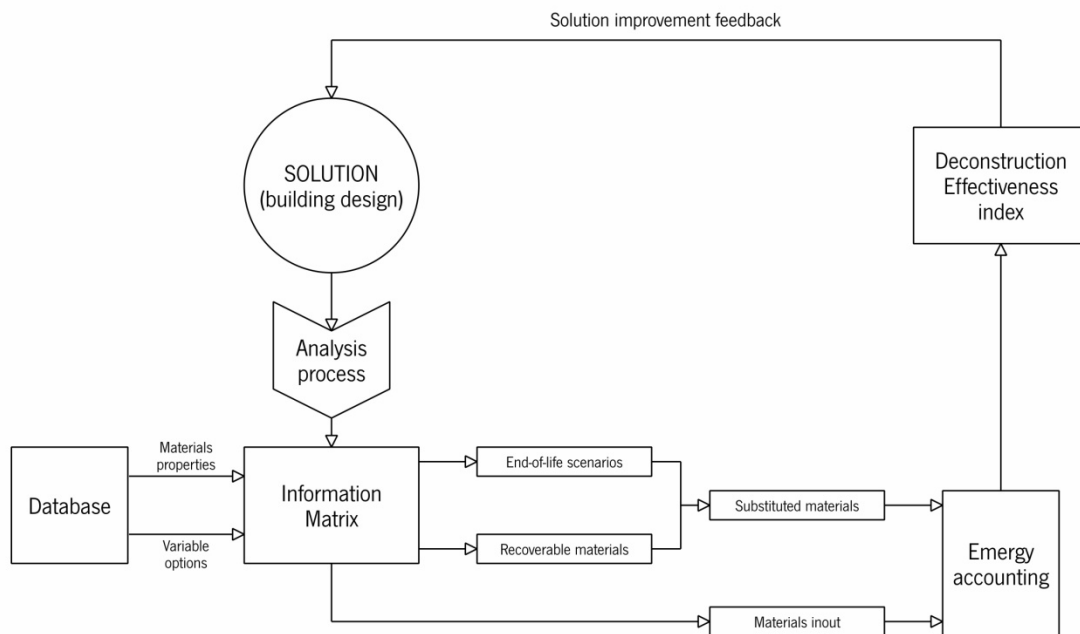 Solution improvement feedback
SOLUTION
(building design)
Deconstruction
Effectiveness
index
Analysis
process
Database
Materials
properties
Variable
options
Information
Matrix
End-of-life scenarios
Recoverable materials
Substituted materials
Materials inout
Emergy
accounting